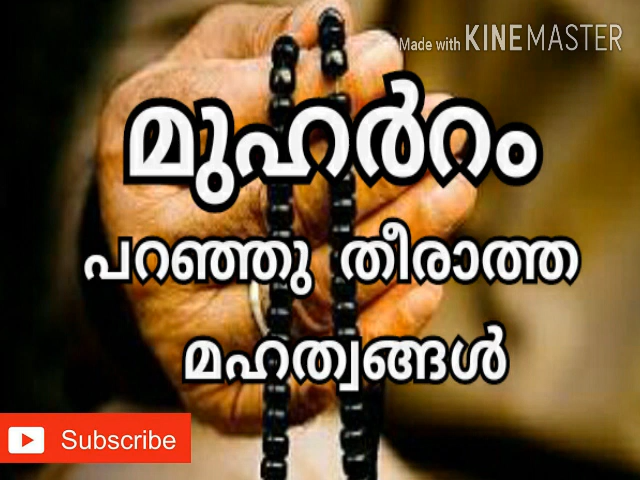 Made with KINEMASTER
മുഹർറം
പറഞ്ഞു തീരാത്ത
മഹത്വങ്ങൾ
Subscribe